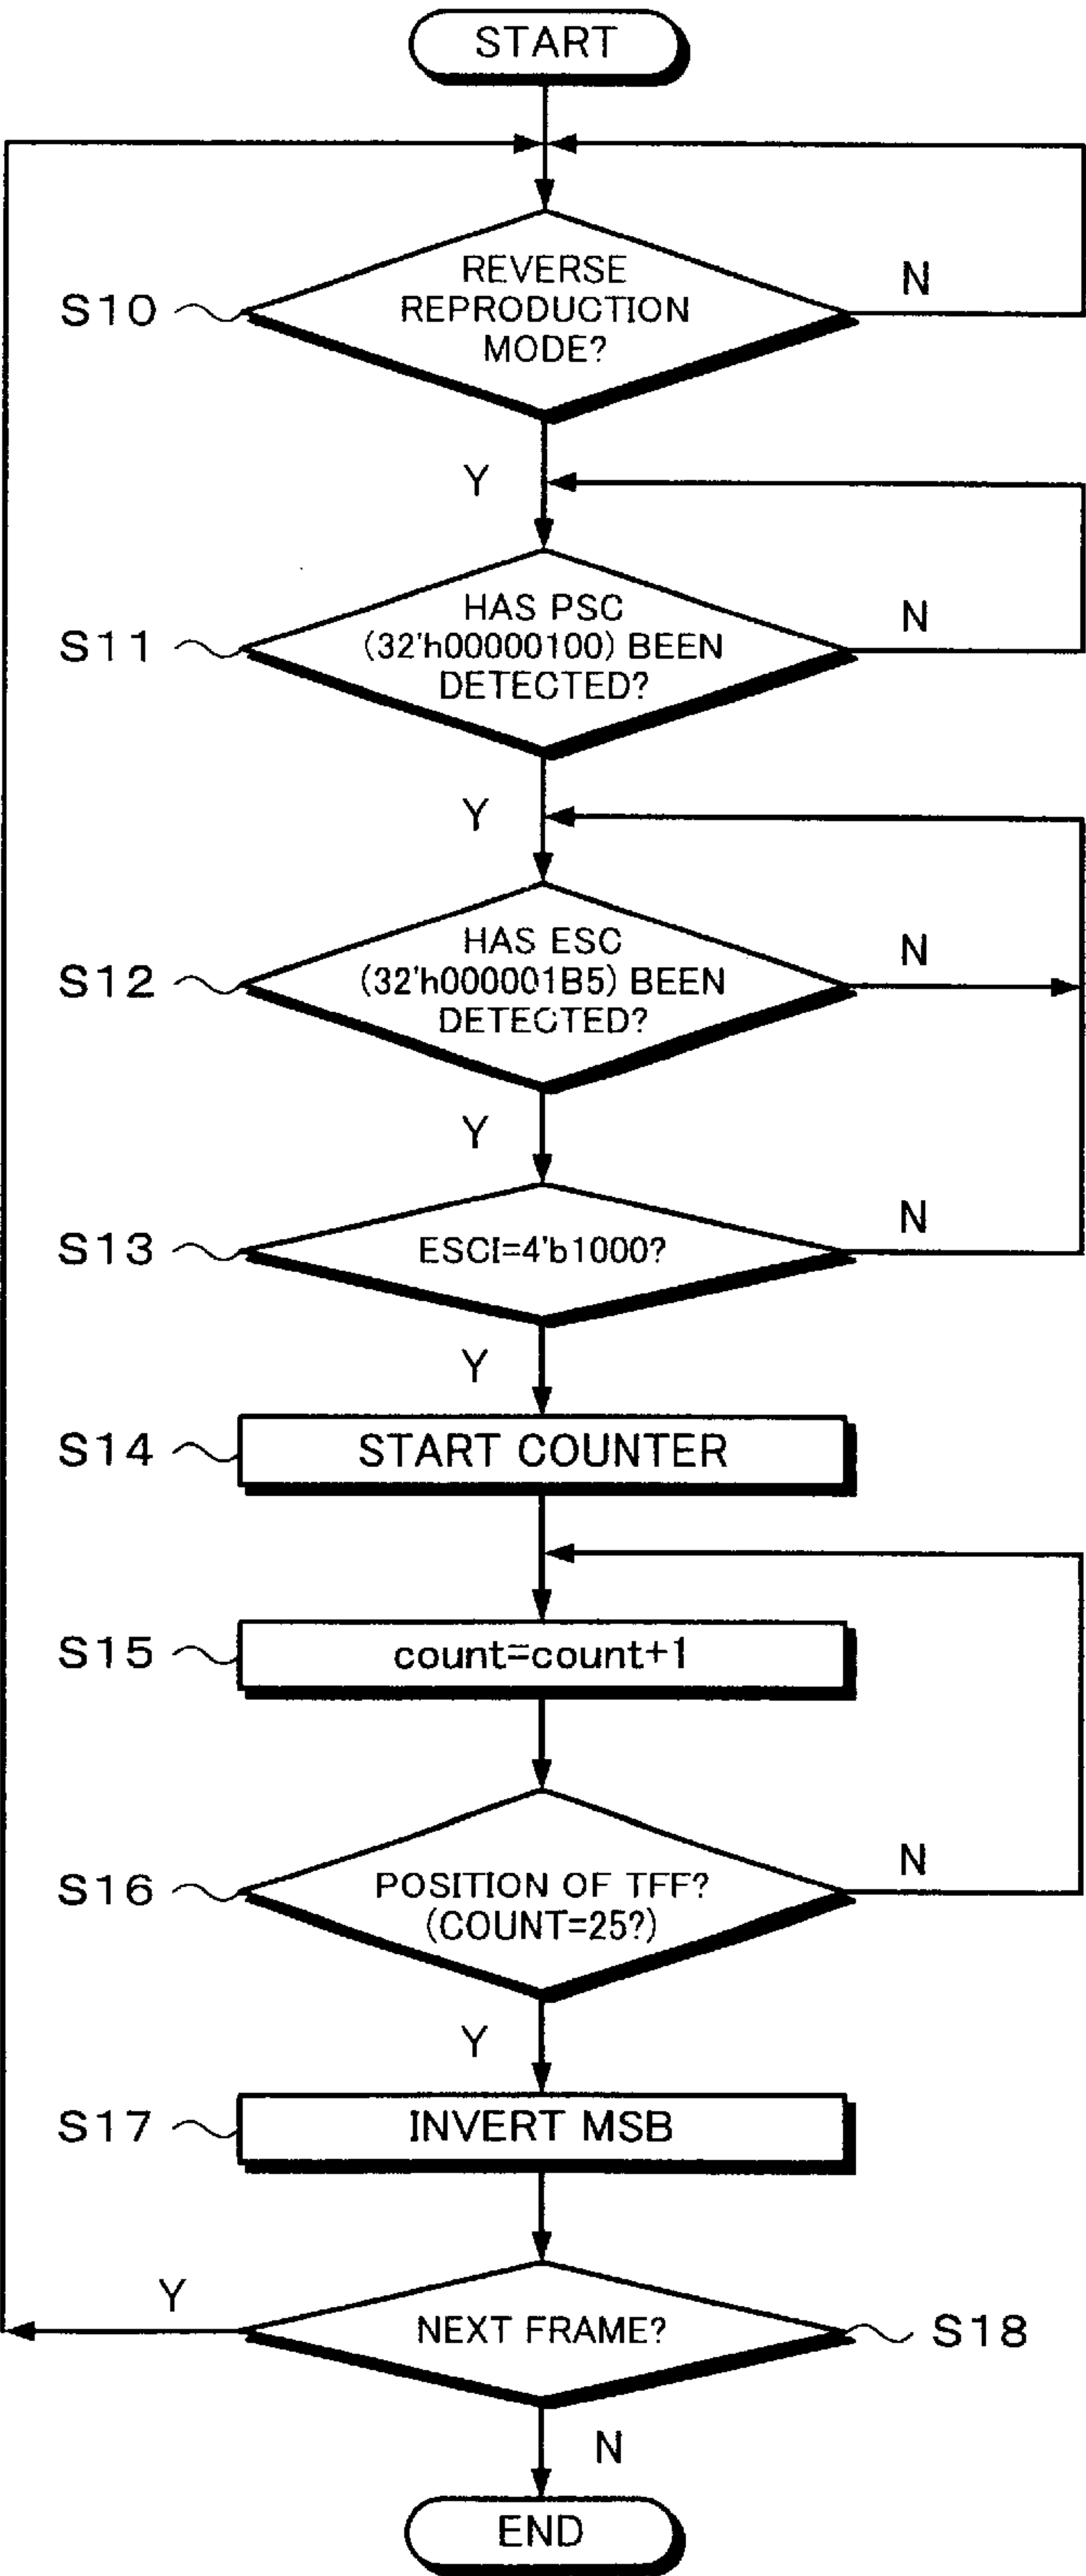 START
REVERSE
REPRODUCTION
MODE?
N
S10
Y
HAS PSC
(32'h00000100) BEEN
DETECTED?
N
S11
Y
HAS ESC
(32'h000001B5) BEEN
DETECTED?
N
S12
Y
ESCI=4'b1000?
N
S13
Y
S14
START COUNTER
S15
count=count+1
POSITION OF TFF?
(COUNT=25?)
N
S16
Y
S17
INVERT MSB
Y
NEXT FRAME?
S18
N
END